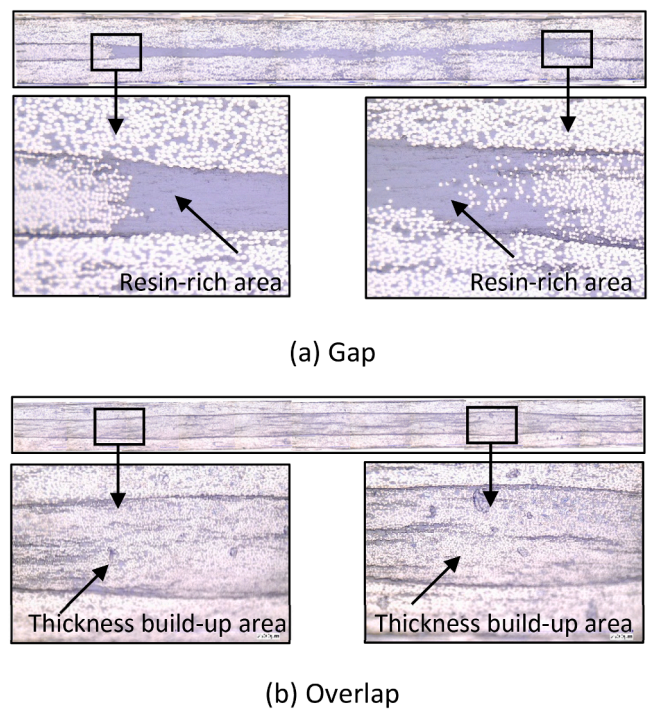 Resin-rich area
Resin-rich area
(a) Gap
Thickness build-up area
Thickness build-up area
(b) Overlap